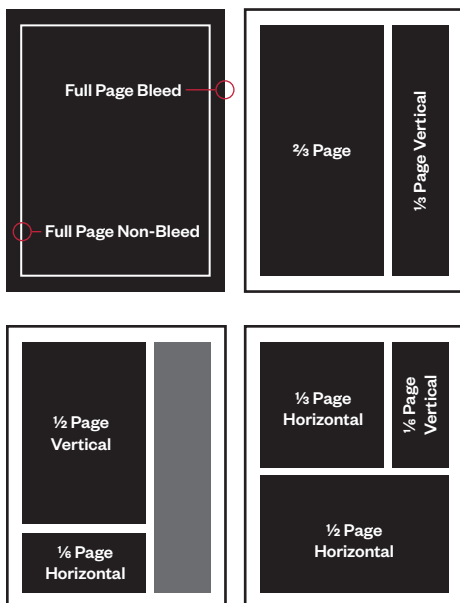 Full Page Bleed
Full Page Non-Bleed
⅔ Page
⅓ Page Vertical
½ Page
Vertical
⅙ Page
Horizontal
⅓ Page
Horizontal
⅙ Page
Vertical
½ Page
Horizontal